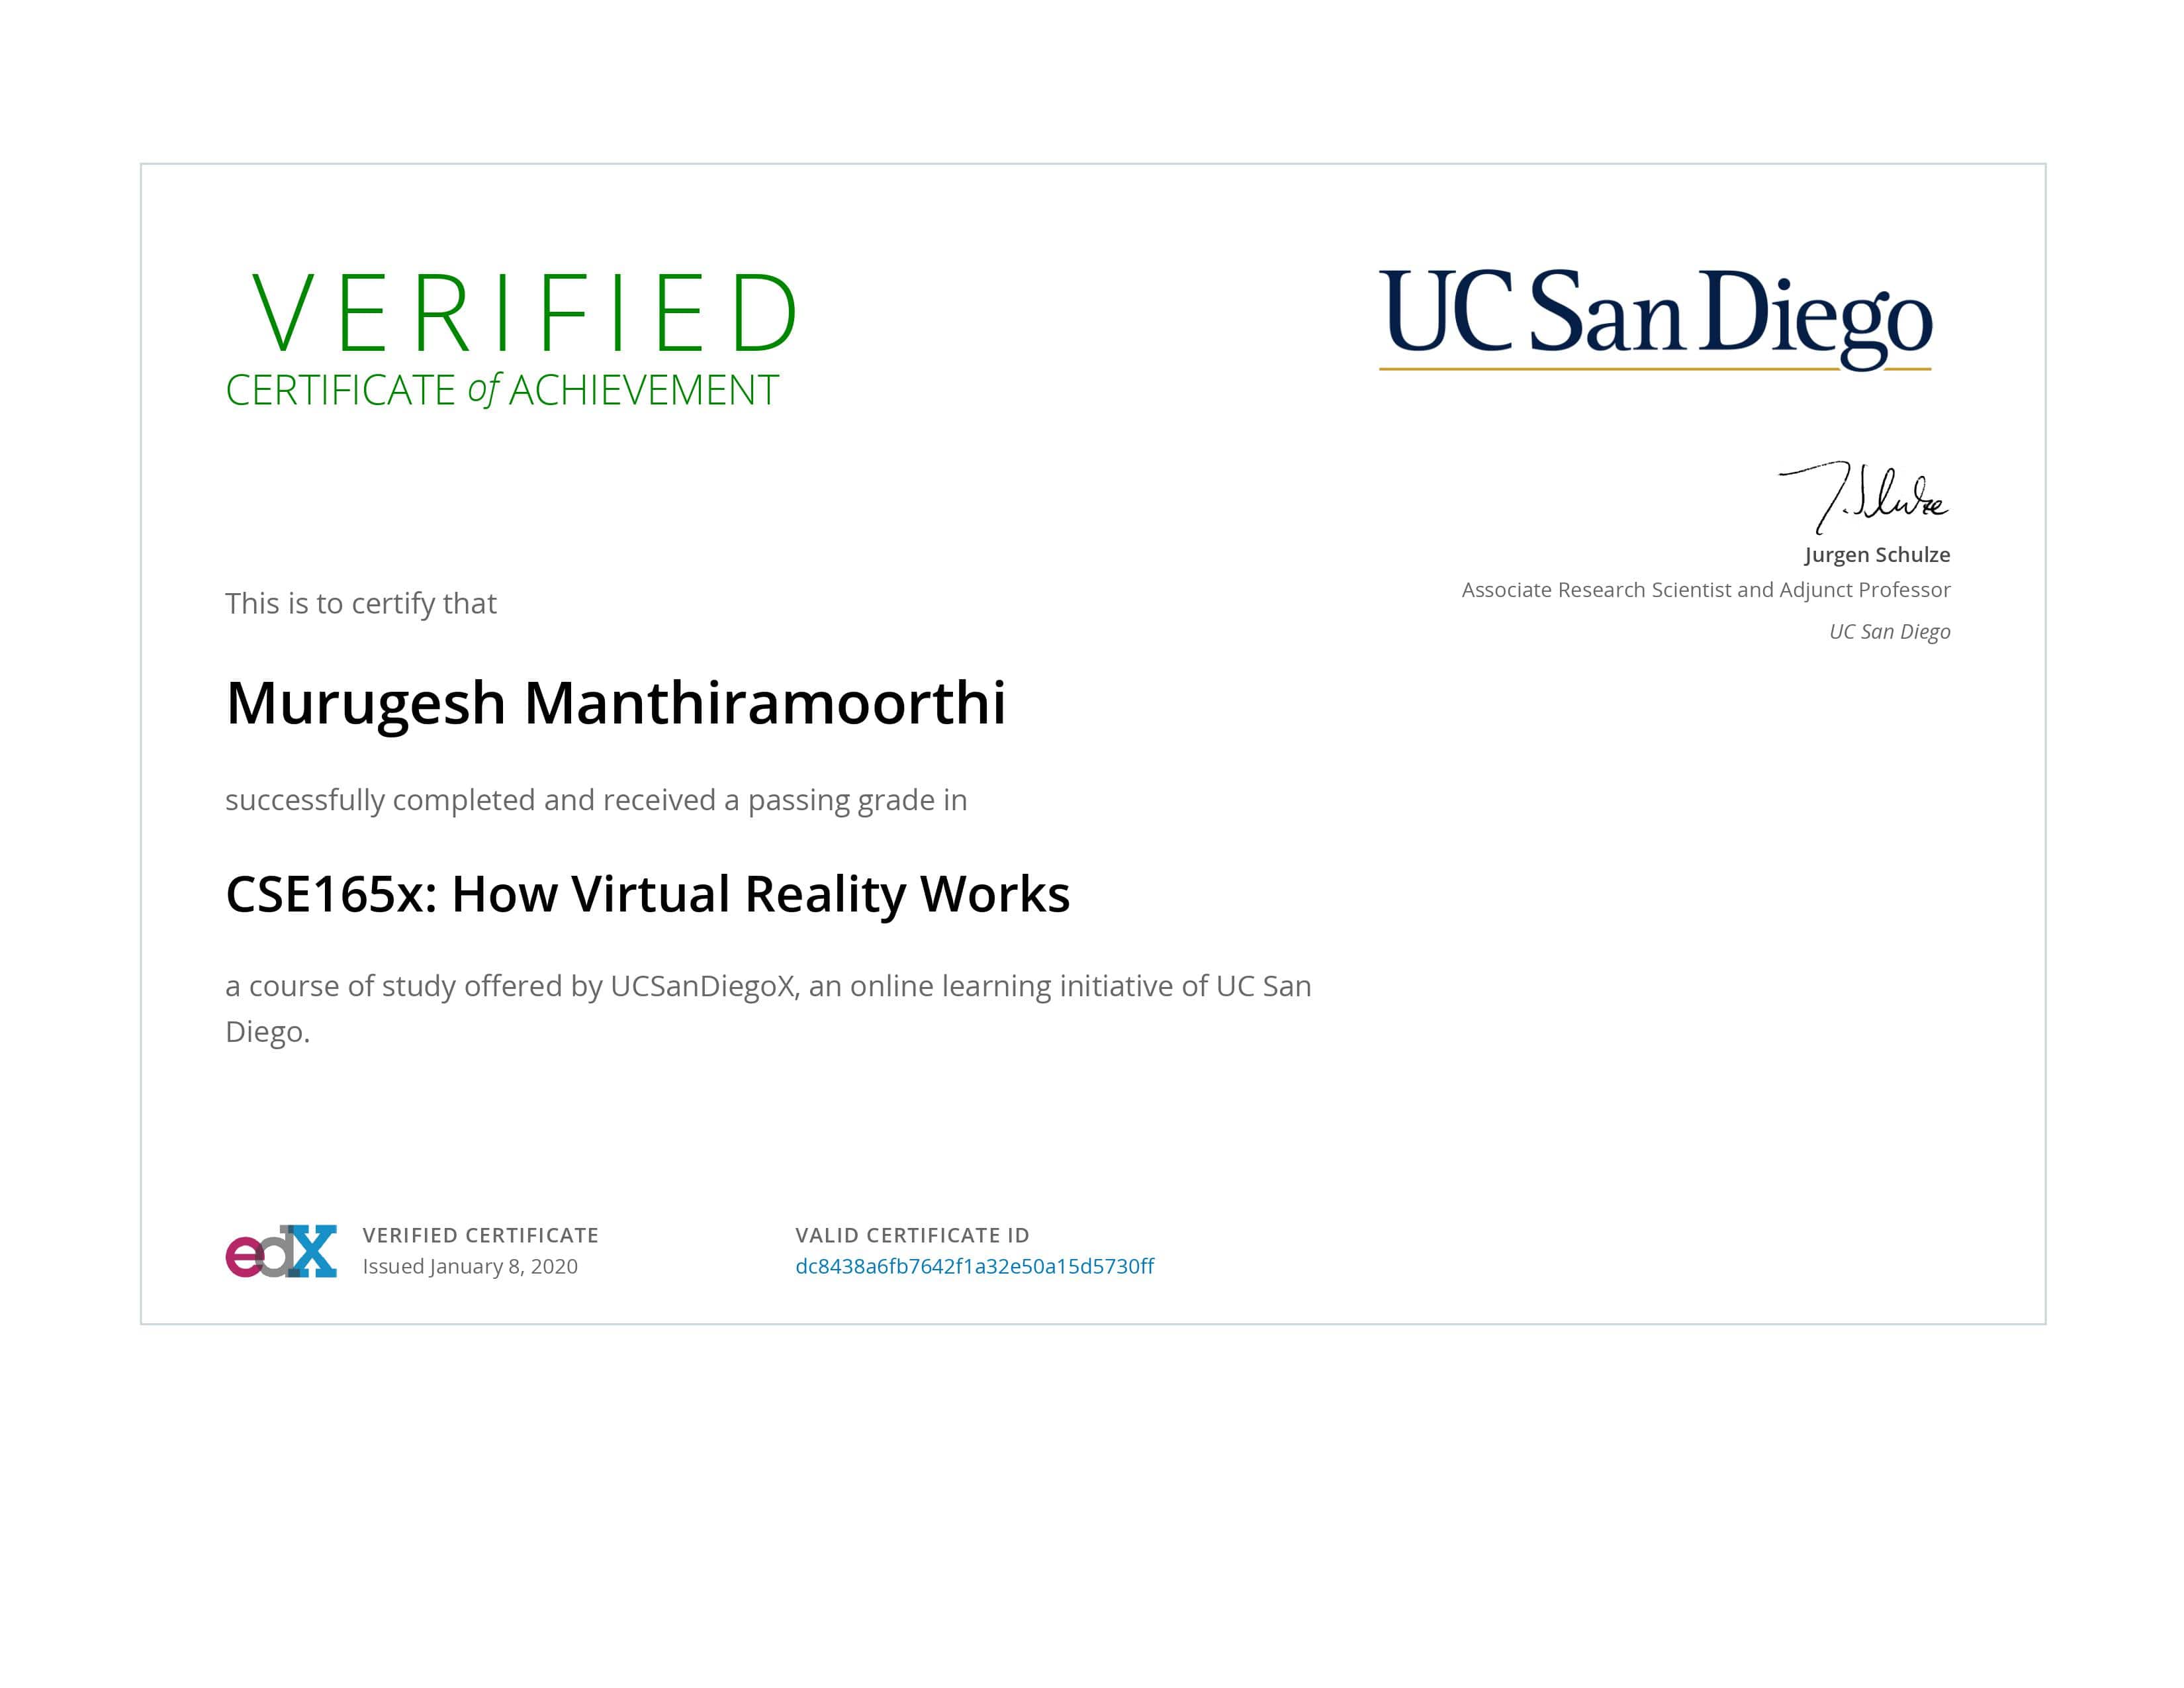 VERIFIED
CERTIFICATE of ACHIEVEMENT
UC San Diego
Jurgen Schulze
Associate Research Scientist and Adjunct Professor
UC San Diego
This is to certify that
Murugesh Manthiramoorthi
successfully completed and received a passing grade in
CSE165x: How Virtual Reality Works
a course of study offered by UCSanDiegoX, an online learning initiative of UC San
Diego.
edX
VERIFIED CERTIFICATE
Issued January 8, 2020
VALID CERTIFICATE ID
dc8438a6fb7642f1a32e50a15d5730ff